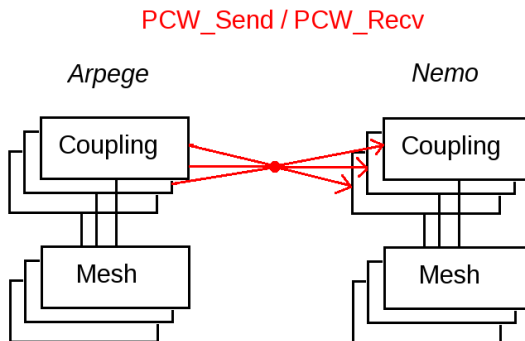 PCW_Send / PCW_Recv
Arpege
Nemo
Coupling
Coupling
Mesh
Mesh